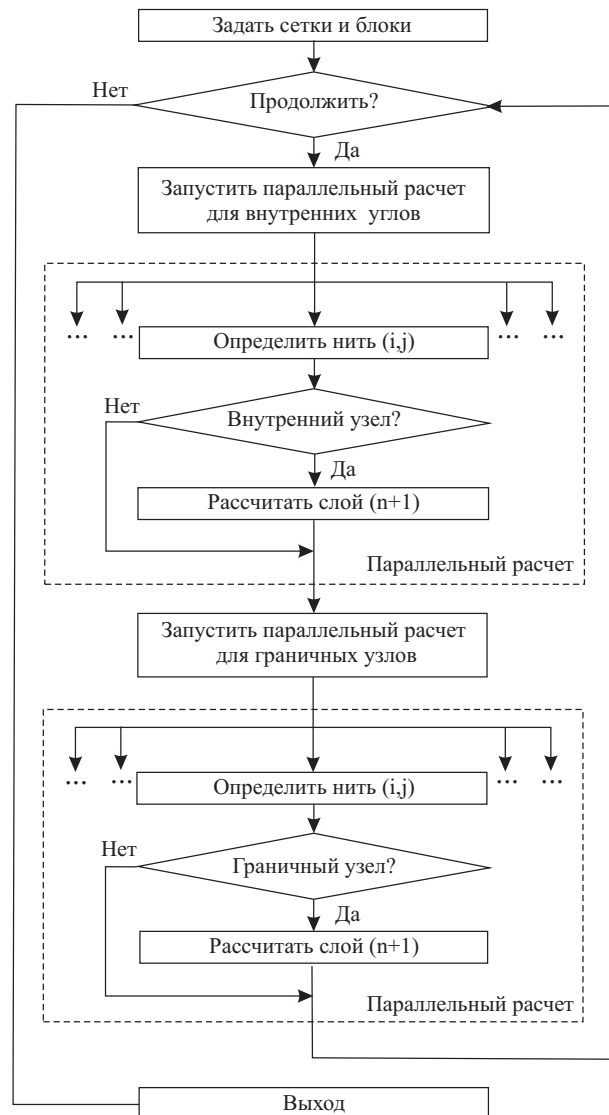 Задать сетки и блоки
Нет
Продолжить?
Да
Запустить параллельный расчет
для внутренних углов
... ... ... ...
Определить нить (i,j)
Нет
Внутренний узел?
Да
Рассчитать слой (n+1)
Параллельный расчет
Запустить параллельный расчет
для граничных узлов
... ... ... ...
Определить нить (i,j)
Нет
Граничный узел?
Да
Рассчитать слой (n+1)
Параллельный расчет
Выход